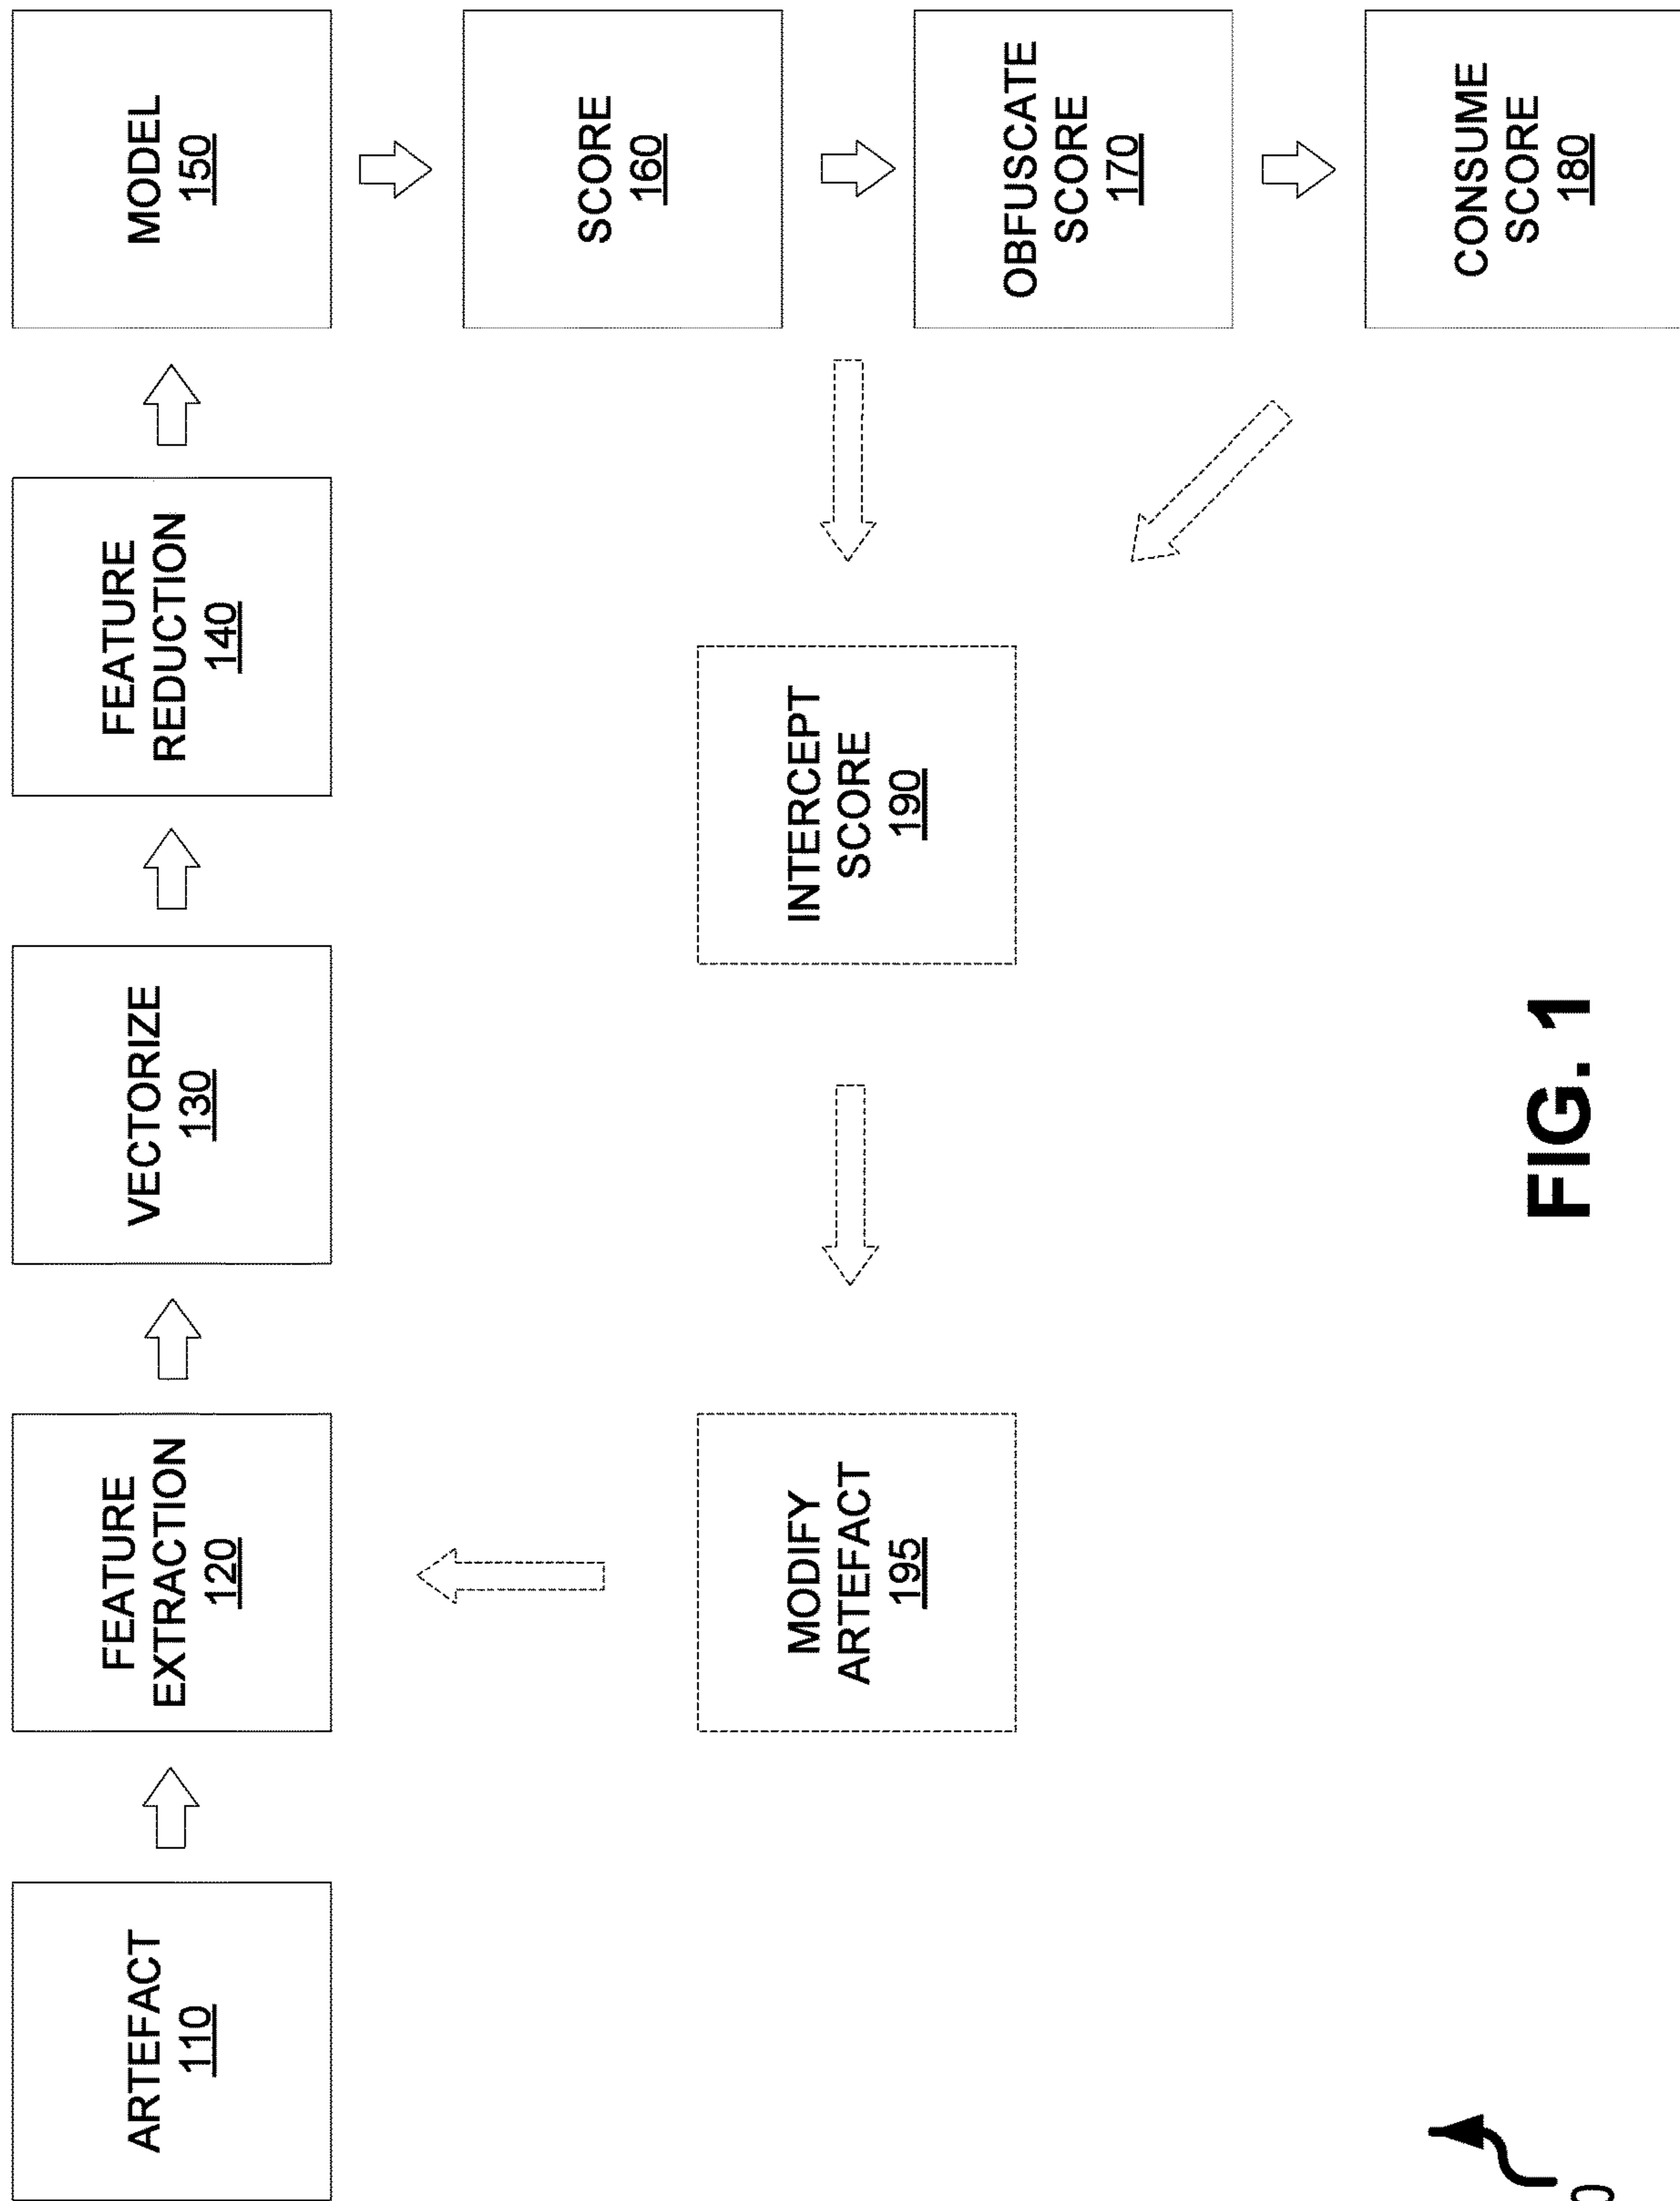 ARTEFACT
110
FEATURE
EXTRACTION
120
VECTORIZE
130
FEATURE
REDUCTION
140
MODEL
150
SCORE
160
MODIFY
ARTEFACT
195
INTERCEPT
SCORE
190
OBFUSCATE
SCORE
170
CONSUME
SCORE
180
FIG. 1